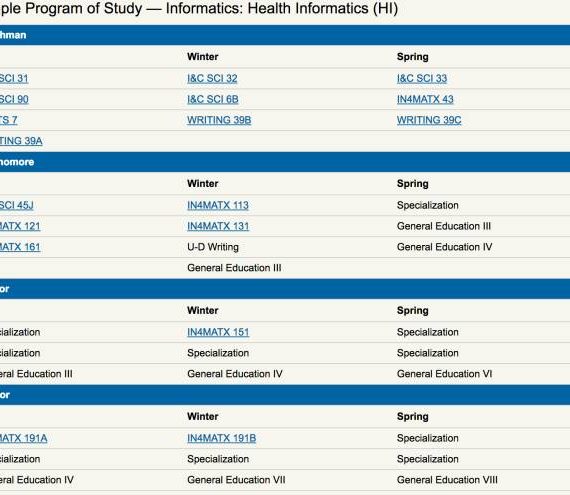 ple Program of Study — Informatics: Health Informatics (HI)
hman
Winter Spring
SCI 31 I&C SCI 32 I&C SCI 33
SCI 90 I&C SCI 6B IN4MATX 43
TS 7 WRITING 39B WRITING 39C
TING 39A
homore
Winter Spring
SCI 45J IN4MATX 113 Specialization
MATX 121 IN4MATX 131 General Education III
MATX 161 U-D Writing General Education IV
General Education III
or
Winter Spring
cialization IN4MATX 151 Specialization
cialization Specialization Specialization
eral Education III General Education IV General Education VI
or
Winter Spring
MATX 191A IN4MATX 191B Specialization
cialization Specialization Specialization
eral Education IV General Education VII General Education VIII